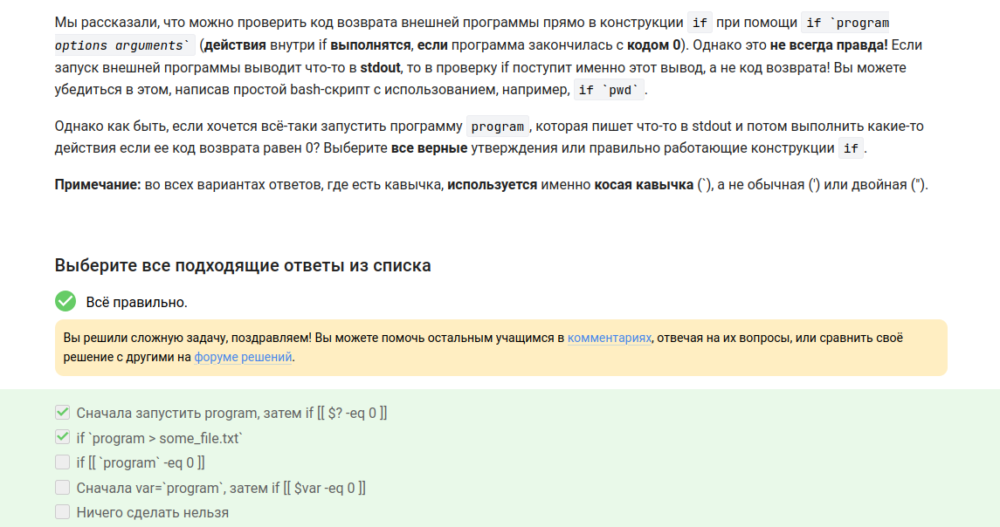 Мы рассказали, что можно проверить код возврата внешней программы прямо в конструкции if при помощи if `program
options arguments` (действия внутри if выполнятся, если программа закончилась с кодом 0). Однако это не всегда правда! Если
запуск внешней программы выводит что-то в stdout, то в проверку if поступит именно этот вывод, а не код возврата! Вы можете
убедиться в этом, написав простой bash-скрипт с использованием, например, if `pwd`.
Однако как быть, если хочется всё-таки запустить программу program, которая пишет что-то в stdout и потом выполнить какие-то
действия если ее код возврата равен 0? Выберите все верные утверждения или правильно работающие конструкции if.
Примечание: во всех вариантах ответов, где есть кавычка, используется именно косая кавычка (`), а не обычная (') или двойная (").
Выберите все подходящие ответы из списка
Всё правильно.
Вы решили сложную задачу, поздравляем! Вы можете помочь остальным учащимся в комментариях, отвечая на их вопросы, или сравнить своё
решение с другими на форуме решений.
Сначала запустить program, затем if [[ $? -eq 0 ]]
if `program > some_file.txt`
if [[ `program` -eq 0 ]]
Сначала var=`program`, затем if [[ $var -eq 0 ]]
Ничего сделать нельзя